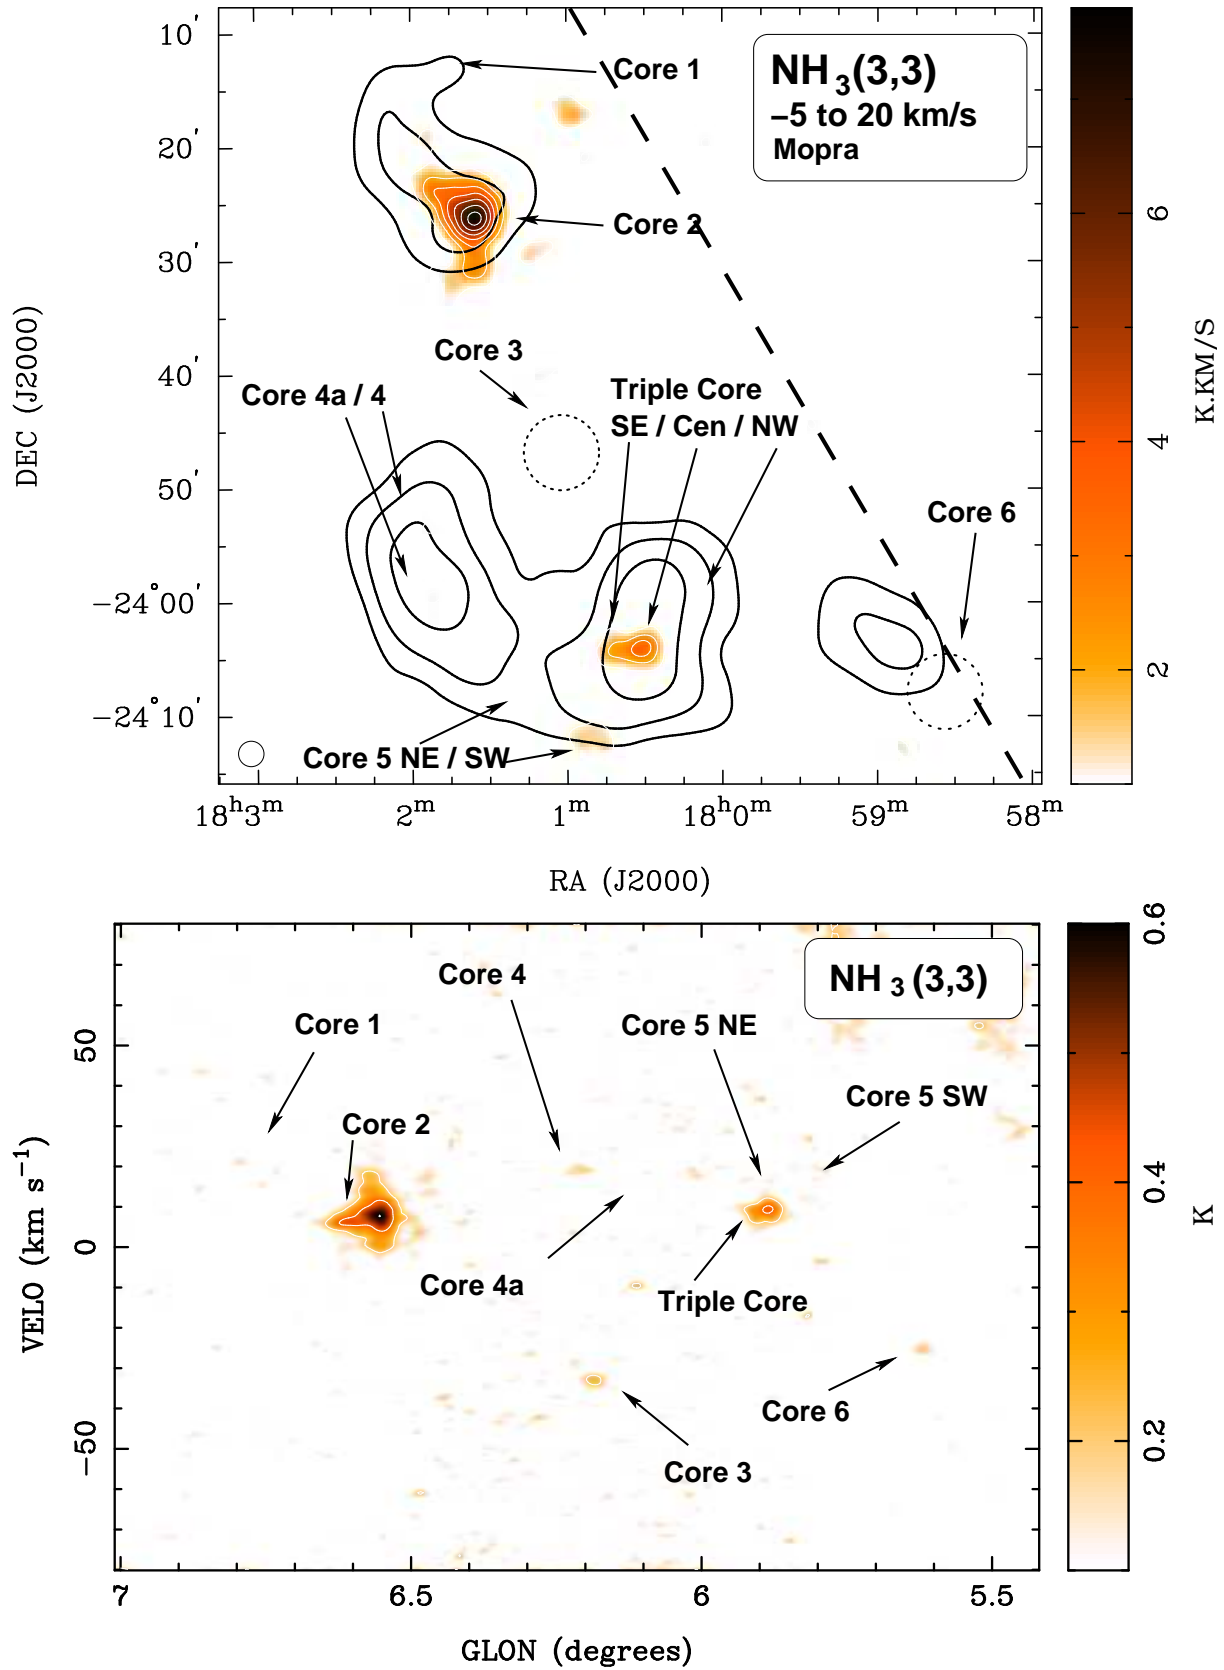 10′
20′
30′
40′
50′
−24°00′
−24°10′
DEC (J2000)
Core 1
NH3(3,3)
−5 to 20 km/s
Mopra
Core 2
Core 3
Core 4a / 4
Triple Core
SE / Cen / NW
Core 6
Core 5 NE / SW
18h3m
2m
1m
18h0m
59m
58m
RA (J2000)
6
4
2
K.KM/S
Core 4
NH3(3,3)
Core 1
Core 5 NE
Core 2
Core 5 SW
Core 4a
Triple Core
Core 6
Core 3
50
0
−50
VELO (km s−1)
7
6.5
6
5.5
GLON (degrees)
0.6
0.4
0.2
K